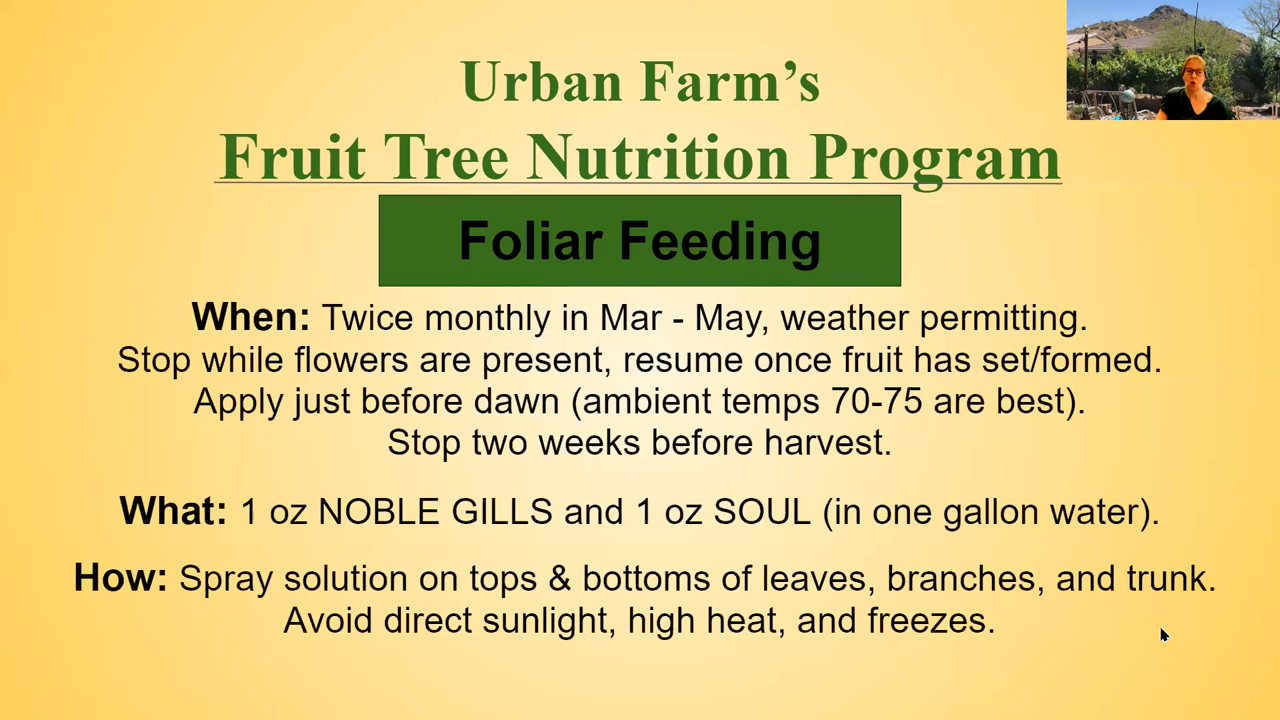 Urban Farm’s
Fruit Tree Nutrition Program
Foliar Feeding
When: Twice monthly in Mar - May, weather permitting.
Stop while flowers are present, resume once fruit has set/formed.
Apply just before dawn (ambient temps 70-75 are best).
Stop two weeks before harvest.
What: 1 oz NOBLE GILLS and 1 oz SOUL (in one gallon water).
How: Spray solution on tops & bottoms of leaves, branches, and trunk.
Avoid direct sunlight, high heat, and freezes.